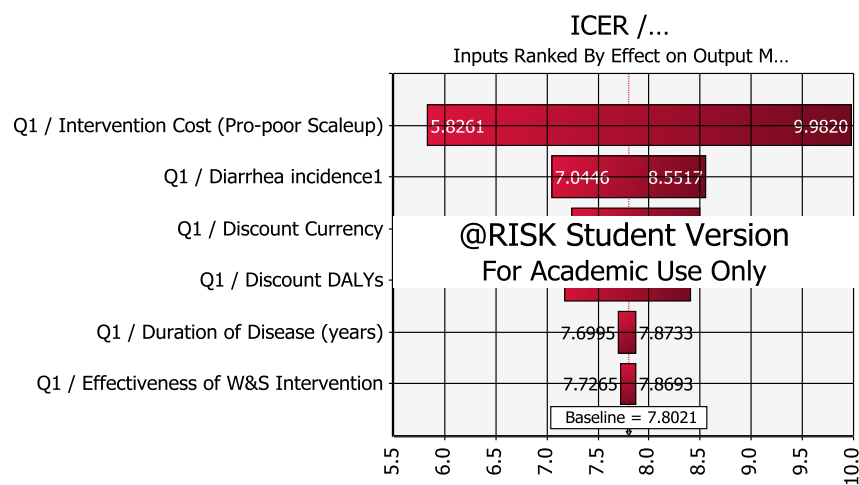 ICER /...
Inputs Ranked By Effect on Output M...
Q1 / Intervention Cost (Pro-poor Scaleup)
5.8261 9.9820
Q1 / Diarrhea incidence1
7.0446 8.5517
Q1 / Discount Currency
@RISK Student Version
For Academic Use Only
Q1 / Discount DALYs
Q1 / Duration of Disease (years)
7.6995 7.8733
Q1 / Effectiveness of W&S Intervention
7.7265 7.8693
Baseline = 7.8021
5.5 6.0 6.5 7.0 7.5 8.0 8.5 9.0 9.5 10.0